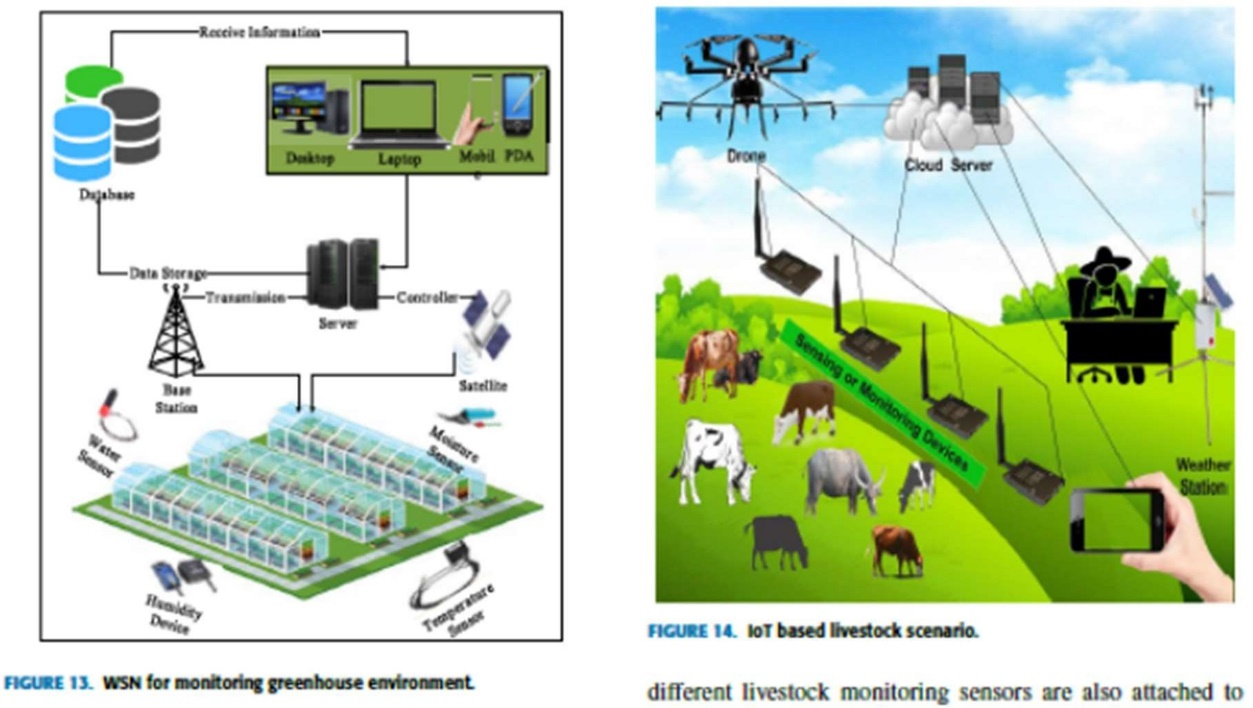 Receive Information
Desktop
Laptop
Mobil
e
PDA
Database
Data Storage
Transmission
Controller
Server
Base
Station
Satellite
Water
Sensor
Moisture
Sensor
Humidity
Device
Temperature
Sensor
FIGURE 13. WSN for monitoring greenhouse environment.
Drone
Cloud Server
Sensing or Monitoring Devices
Weather
Station
FIGURE 14. IoT based livestock scenario.
different livestock monitoring sensors are also attached to